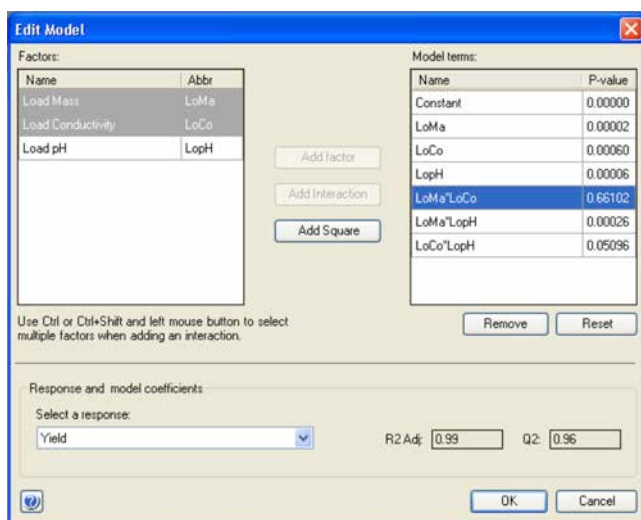 Edit Model
Factors:
Name Abbr
Load Mass LoMa
Load Conductivity LoCo
Load pH LopH
Add factor
Add Interaction
Add Square
Model terms:
Name P-value
Constant 0.00000
LoMa 0.00002
LoCo 0.00060
LopH 0.00006
LoMa*LoCo 0.66102
LoMa*LopH 0.00026
LoCo*LopH 0.05096
Use Ctrl or Ctrl+Shift and left mouse button to select
multiple factors when adding an interaction.
Remove Reset
Response and model coefficients
Select a response:
Yield R2 Adj: 0.99 Q2: 0.96
OK Cancel